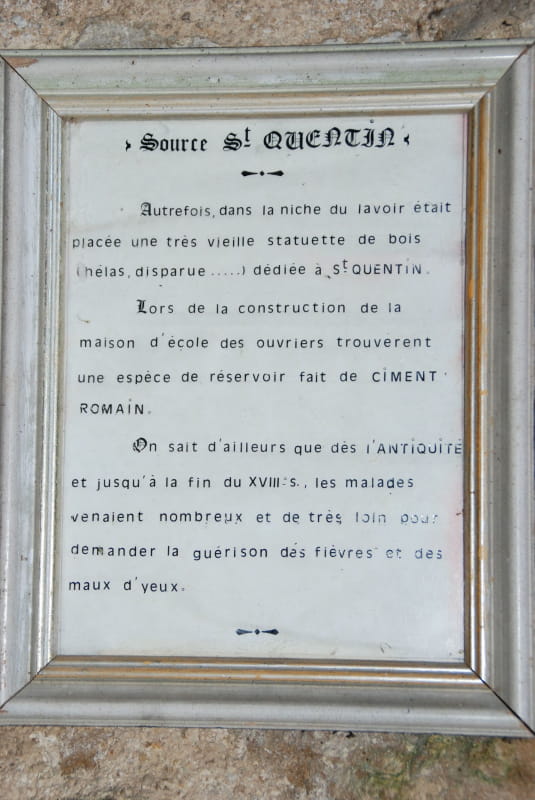 Source St QUENTIN
Autrefois, dans la niche du lavoir était
placée une très vieille statuette de bois
(hélas, disparue .....) dédiée à St QUENTIN.
Lors de la construction de la
maison d'école des ouvriers trouvèrent
une espèce de réservoir fait de CIMENT
ROMAIN.
On sait d'ailleurs que dès l'ANTIQUITÉ
et jusqu'à la fin du XVIIIe s., les malades
venaient nombreux et de très loin pour
demander la guérison des fièvres et des
maux d'yeux.